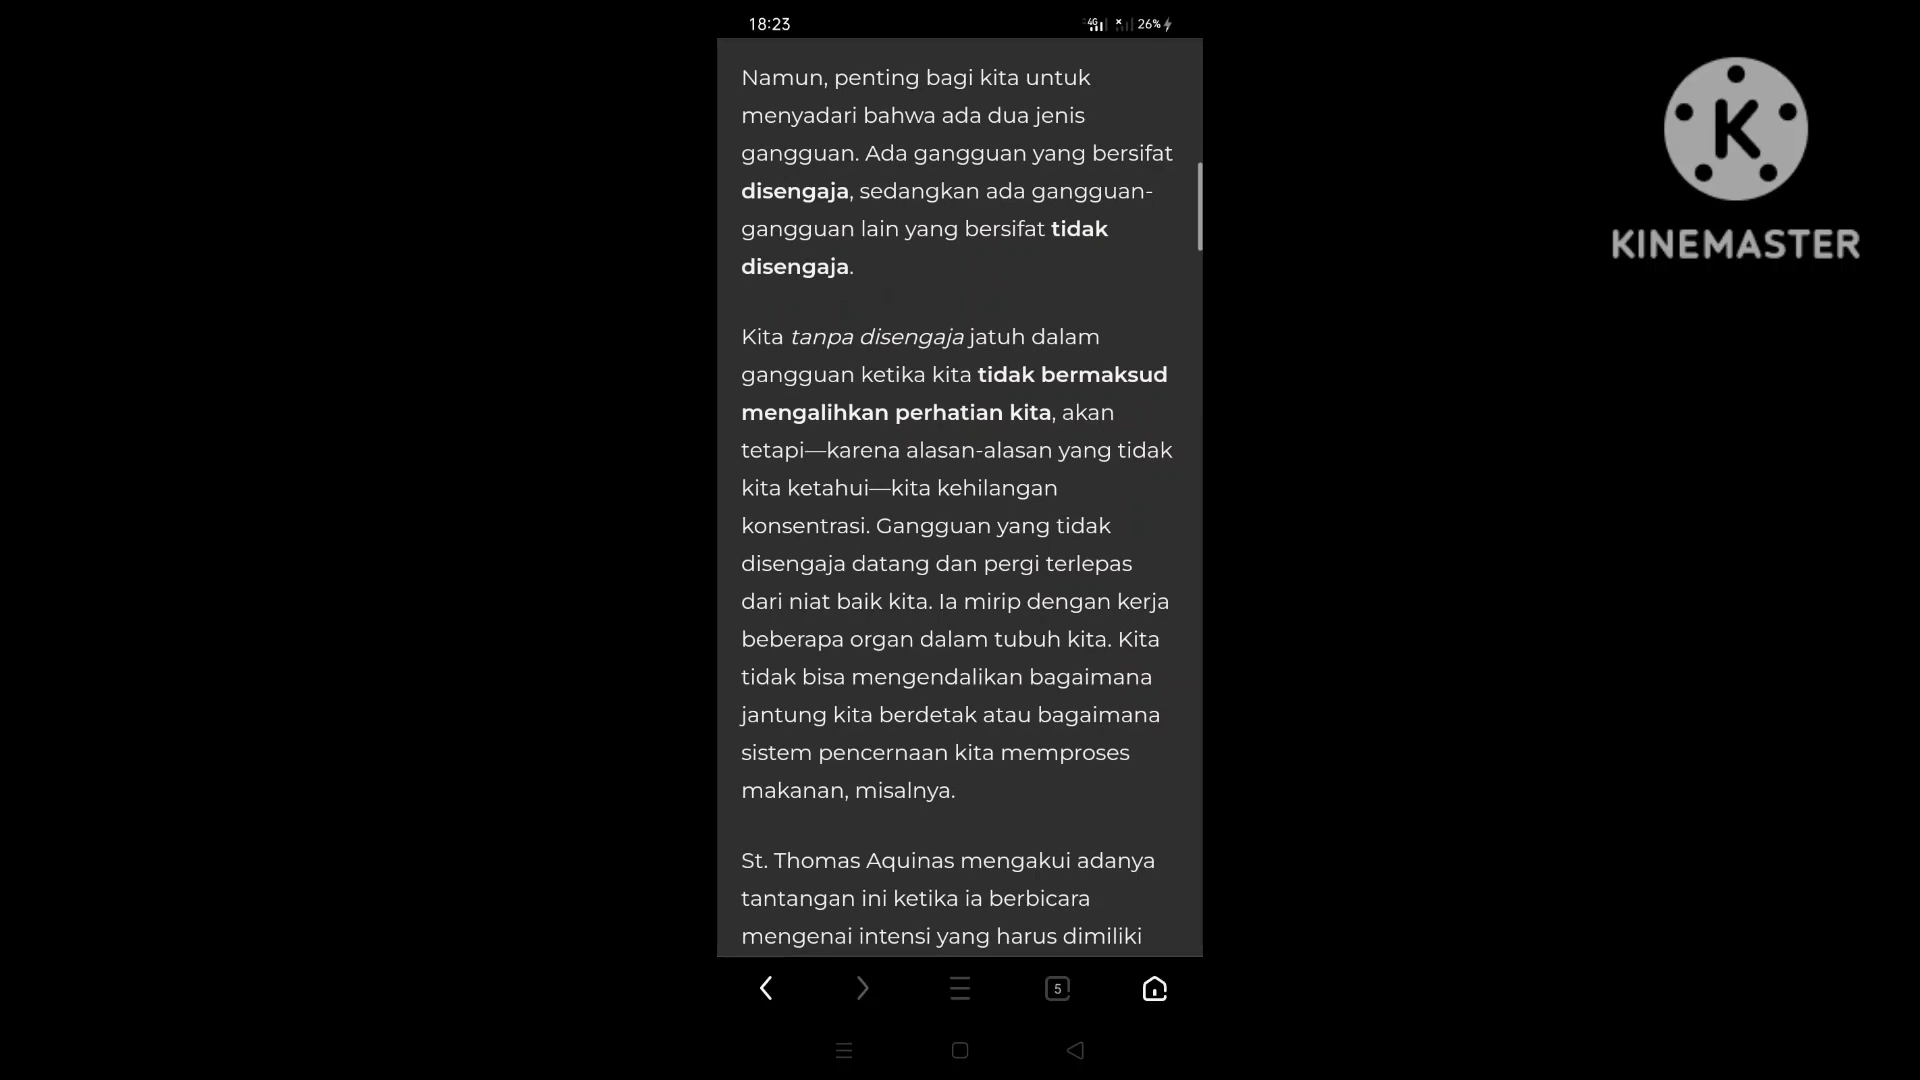 18:23
4G
26%
Namun, penting bagi kita untuk
menyadari bahwa ada dua jenis
gangguan. Ada gangguan yang bersifat
disengaja, sedangkan ada gangguan-
gangguan lain yang bersifat tidak
disengaja.
Kita tanpa disengaja jatuh dalam
gangguan ketika kita tidak bermaksud
mengalihkan perhatian kita, akan
tetapi—karena alasan-alasan yang tidak
kita ketahui—kita kehilangan
konsentrasi. Gangguan yang tidak
disengaja datang dan pergi terlepas
dari niat baik kita. Ia mirip dengan kerja
beberapa organ dalam tubuh kita. Kita
tidak bisa mengendalikan bagaimana
jantung kita berdetak atau bagaimana
sistem pencernaan kita memproses
makanan, misalnya.
St. Thomas Aquinas mengakui adanya
tantangan ini ketika ia berbicara
mengenai intensi yang harus dimiliki
5
K
KINEMASTER